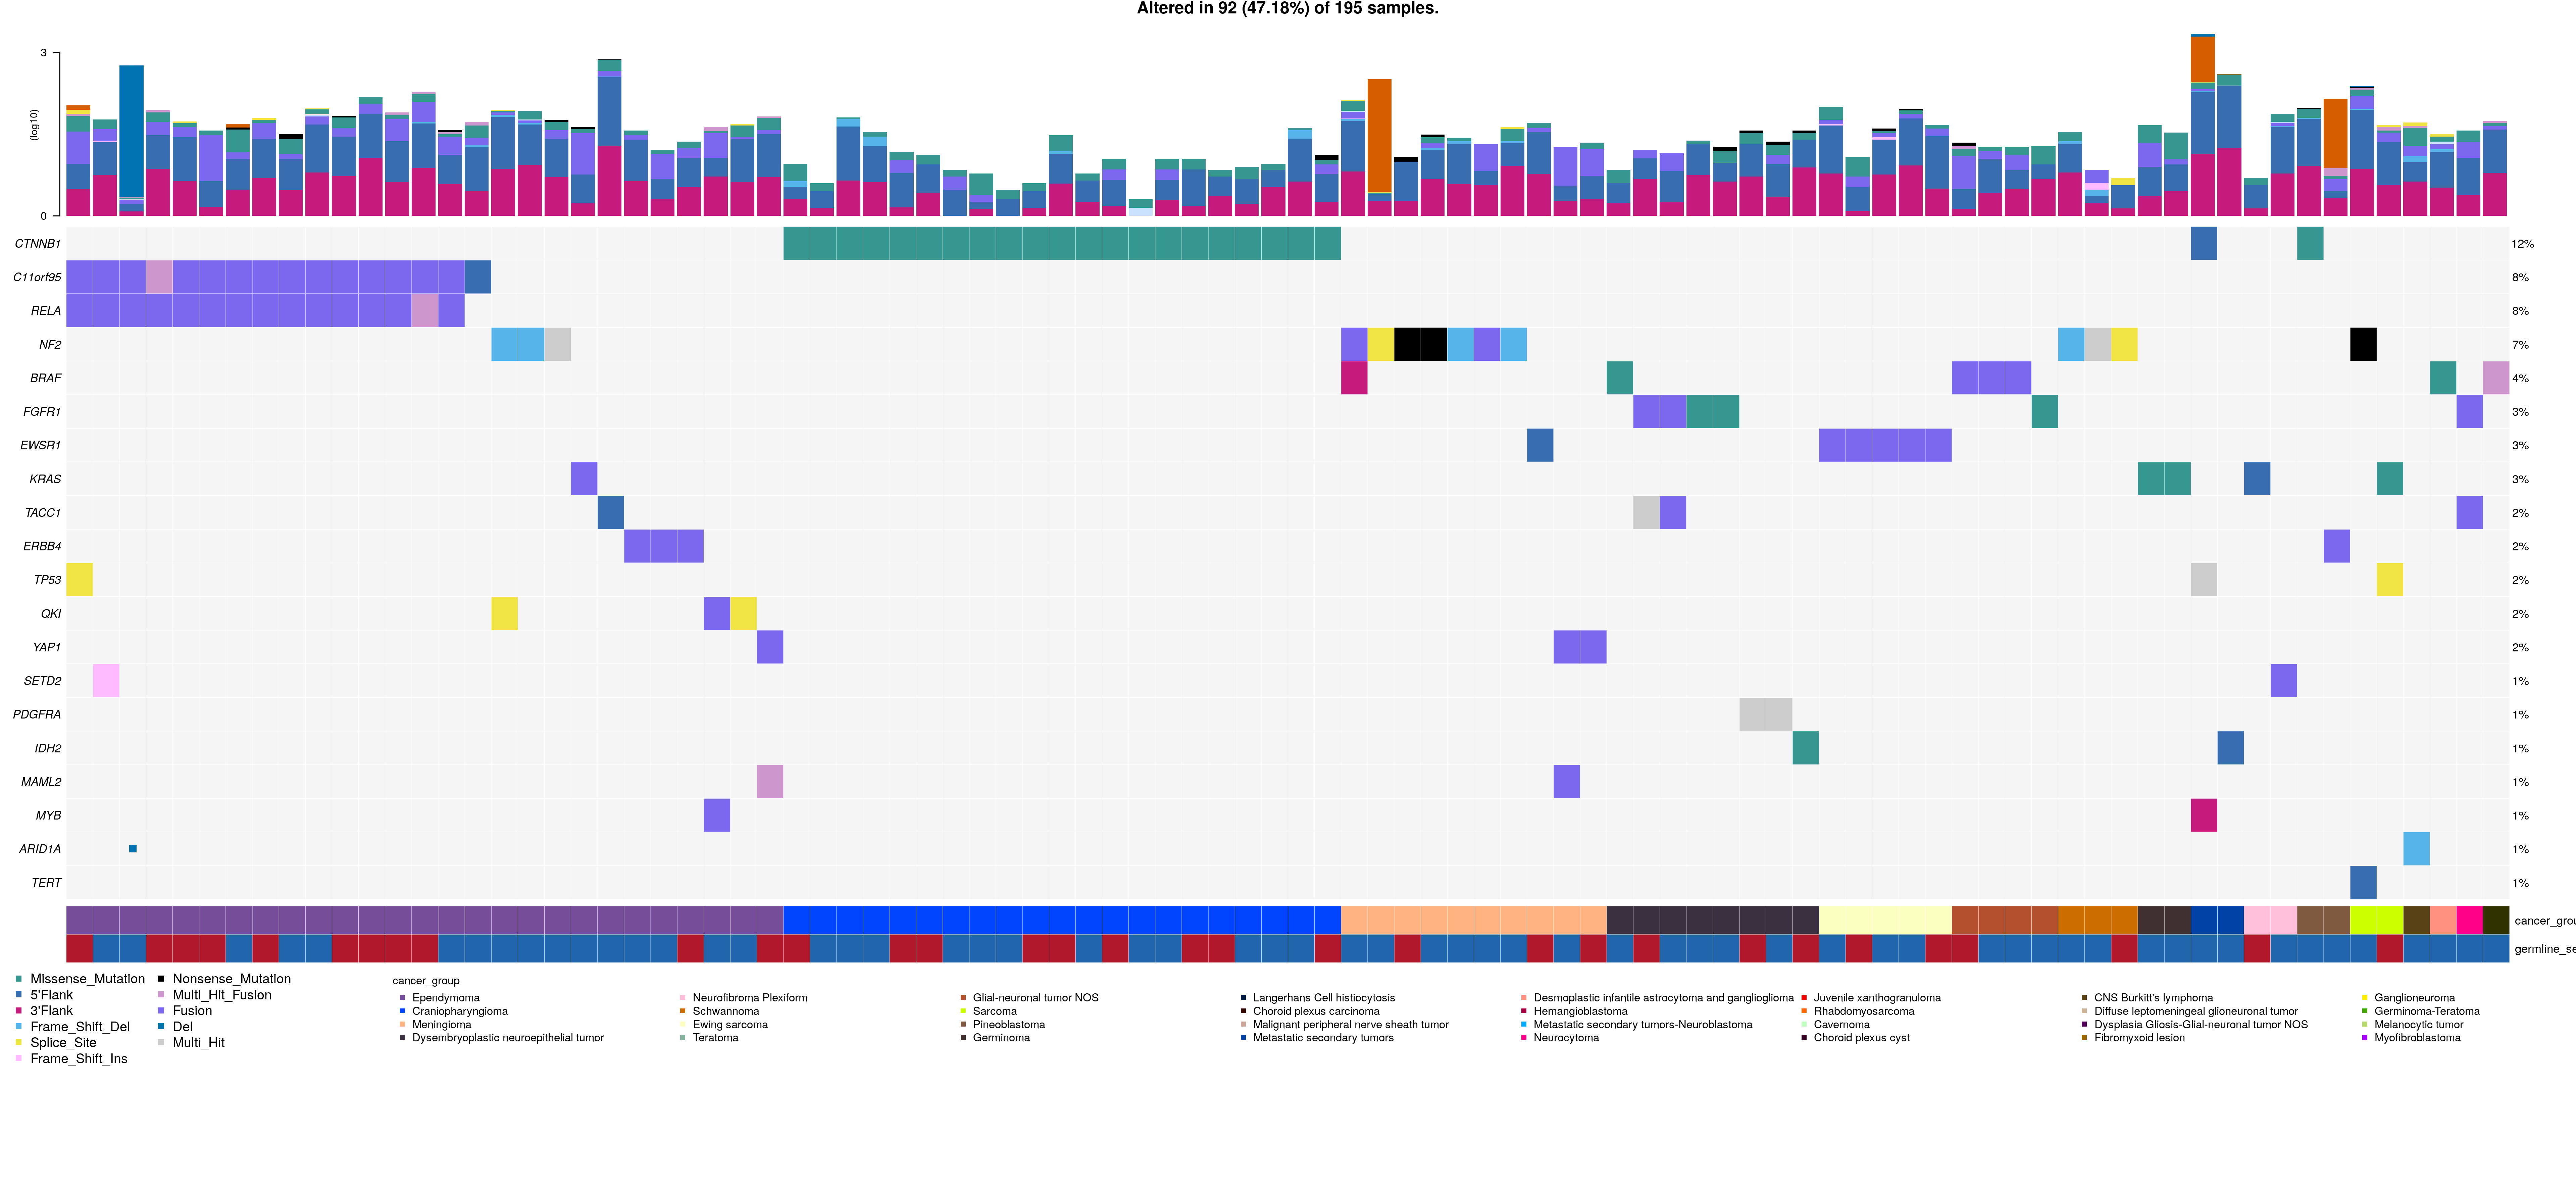 Altered in 92 (47.18%) of 195 samples.
3
(log10)
0
CTNNB1 12%
C11orf95 8%
RELA 8%
NF2 7%
BRAF 4%
FGFR1 3%
EWSR1 3%
KRAS 3%
TACC1 2%
ERBB4 2%
TP53 2%
QKI 2%
YAP1 2%
SETD2 1%
PDGFRA 1%
IDH2 1%
MAML2 1%
MYB 1%
ARID1A 1%
TERT 1%
cancer_grou
germline_se
Missense_Mutation
5'Flank
3'Flank
Frame_Shift_Del
Splice_Site
Frame_Shift_Ins
Nonsense_Mutation
Multi_Hit_Fusion
Fusion
Del
Multi_Hit
cancer_group
Ependymoma
Craniopharyngioma
Meningioma
Dysembryoplastic neuroepithelial tumor
Neurofibroma Plexiform
Schwannoma
Ewing sarcoma
Teratoma
Glial-neuronal tumor NOS
Sarcoma
Pineoblastoma
Germinoma
Langerhans Cell histiocytosis
Choroid plexus carcinoma
Malignant peripheral nerve sheath tumor
Metastatic secondary tumors
Desmoplastic infantile astrocytoma and ganglioglioma
Hemangioblastoma
Metastatic secondary tumors-Neuroblastoma
Neurocytoma
Juvenile xanthogranuloma
Rhabdomyosarcoma
Cavernoma
Choroid plexus cyst
CNS Burkitt's lymphoma
Diffuse leptomeningeal glioneuronal tumor
Dysplasia Gliosis-Glial-neuronal tumor NOS
Fibromyxoid lesion
Ganglioneuroma
Germinoma-Teratoma
Melanocytic tumor
Myofibroblastoma